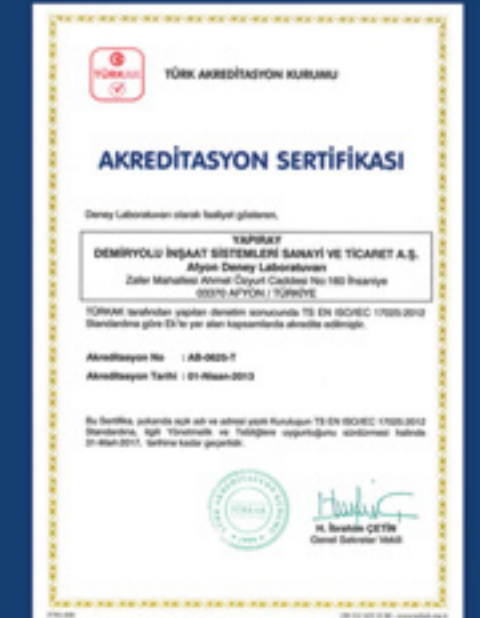 TÜRKAK
TÜRK AKREDİTASYON KURUMU
AKREDİTASYON SERTİFİKASI
Deney Laboratuvarı olarak faaliyet gösteren,
YAPIRAY
DEMİRYOLU İNŞAAT SİSTEMLERİ SANAYİ VE TİCARET A.Ş.
Afyon Deney Laboratuvarı
Zafer Mahallesi Ahmet Özyurt Caddesi No:160 İhsaniye
03370 AFYON / TÜRKİYE
TÜRKAK tarafından yapılan denetim sonucunda TS EN ISO/IEC 17025:2012
Standardına göre Ek'te yer alan kapsamlarda akredite edilmiştir.
Akreditasyon No : AB-0625-T
Akreditasyon Tarihi : 01-Nisan-2013
Bu Sertifika, yukarıda açık adı ve adresi yazılı Kuruluşun TS EN ISO/IEC 17025:2012
Standardına, ilgili Yönetmelik ve Tebliğlere uygunluğunu sürdürmesi halinde
31-Mart-2017, tarihine kadar geçerlidir.
TÜRKAK
H. İbrahim ÇETİN
Genel Sekreter Vekili